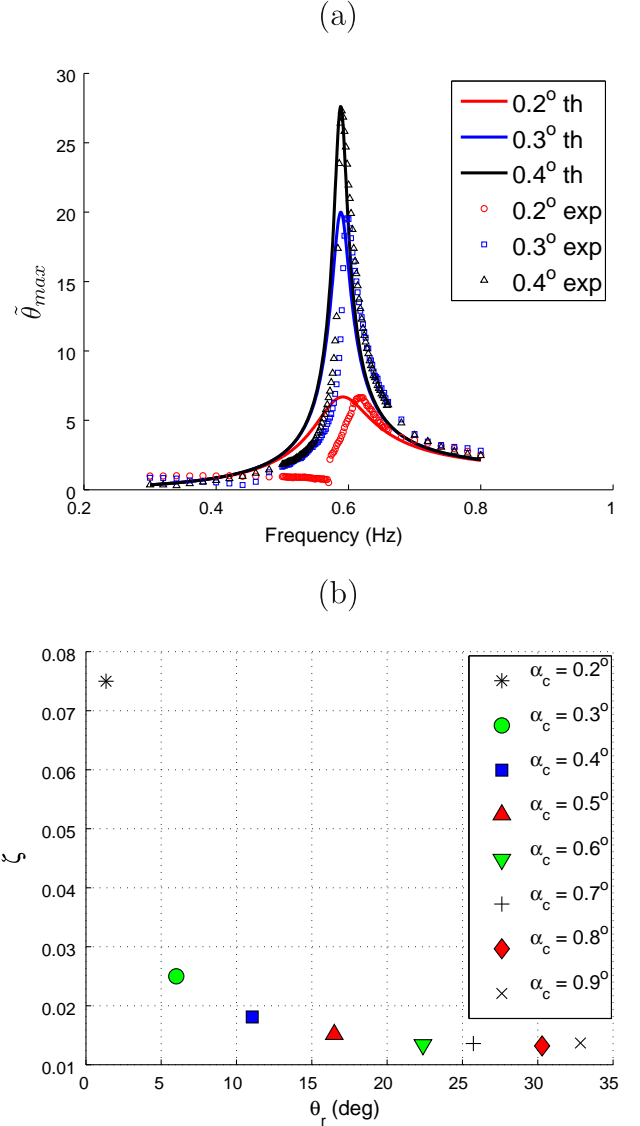 (a)
30
25
20
15
10
5
0
0.2
0.4
0.6
0.8
1
θ̃max
Frequency (Hz)
0.2° th
0.3° th
0.4° th
0.2° exp
0.3° exp
0.4° exp
(b)
0.08
0.07
0.06
0.05
0.04
0.03
0.02
0.01
ζ
0
5
10
15
20
25
30
35
θr (deg)
αc = 0.2°
αc = 0.3°
αc = 0.4°
αc = 0.5°
αc = 0.6°
αc = 0.7°
αc = 0.8°
αc = 0.9°